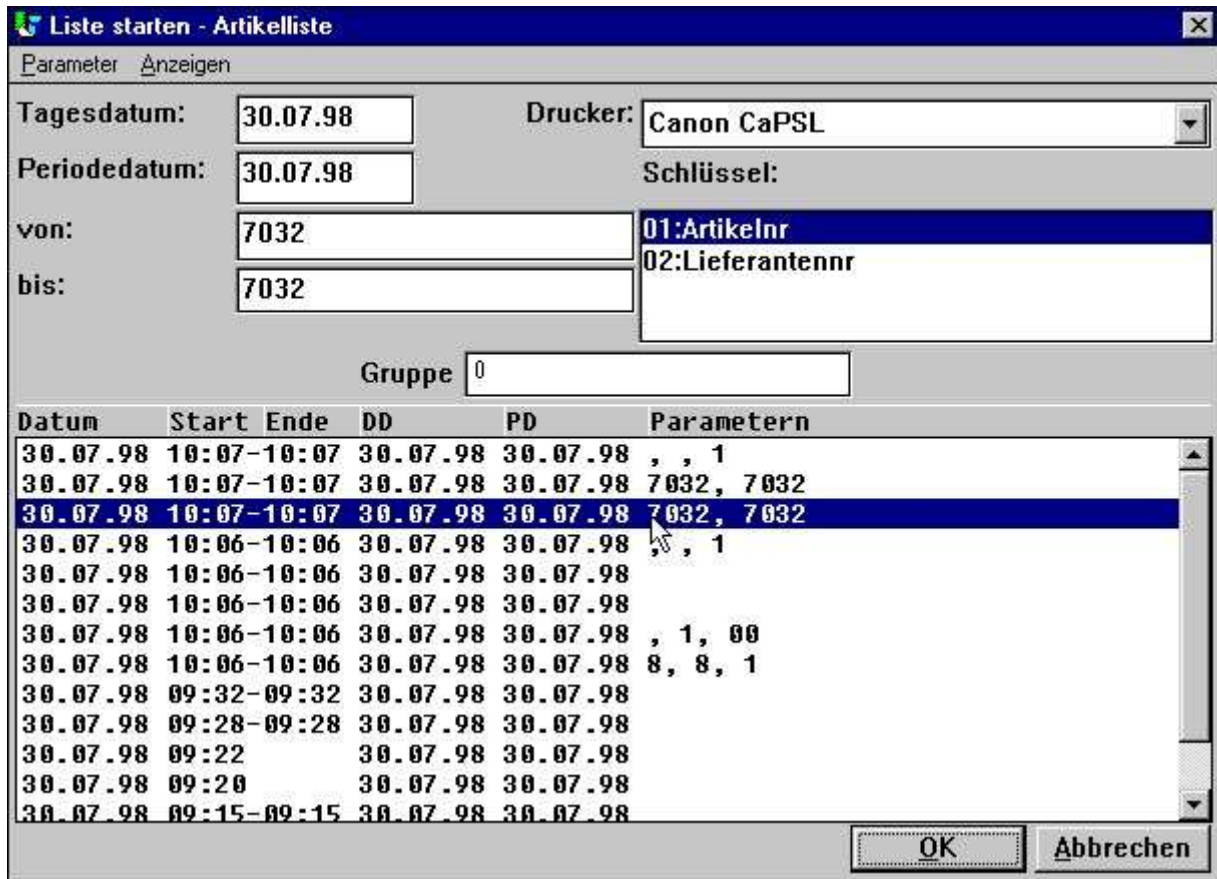 Liste starten - Artikelliste
Parameter Anzeigen
Tagesdatum: 30.07.98 Drucker: Canon CaPSL
Periodedatum: 30.07.98 Schlüssel:
von: 7032 01:Artikelnr
02:Lieferantennr
bis: 7032
Gruppe 0
Datum Start Ende DD PD Parametern
30.07.98 10:07-10:07 30.07.98 30.07.98 , , 1
30.07.98 10:07-10:07 30.07.98 30.07.98 7032, 7032
30.07.98 10:07-10:07 30.07.98 30.07.98 7032, 7032
30.07.98 10:06-10:06 30.07.98 30.07.98 , , 1
30.07.98 10:06-10:06 30.07.98 30.07.98
30.07.98 10:06-10:06 30.07.98 30.07.98
30.07.98 10:06-10:06 30.07.98 30.07.98 , 1, 00
30.07.98 10:06-10:06 30.07.98 30.07.98 8, 8, 1
30.07.98 09:32-09:32 30.07.98 30.07.98
30.07.98 09:28-09:28 30.07.98 30.07.98
30.07.98 09:22 30.07.98 30.07.98
30.07.98 09:20 30.07.98 30.07.98
30.07.98 09:15-09:15 30.07.98 30.07.98
OK Abbrechen